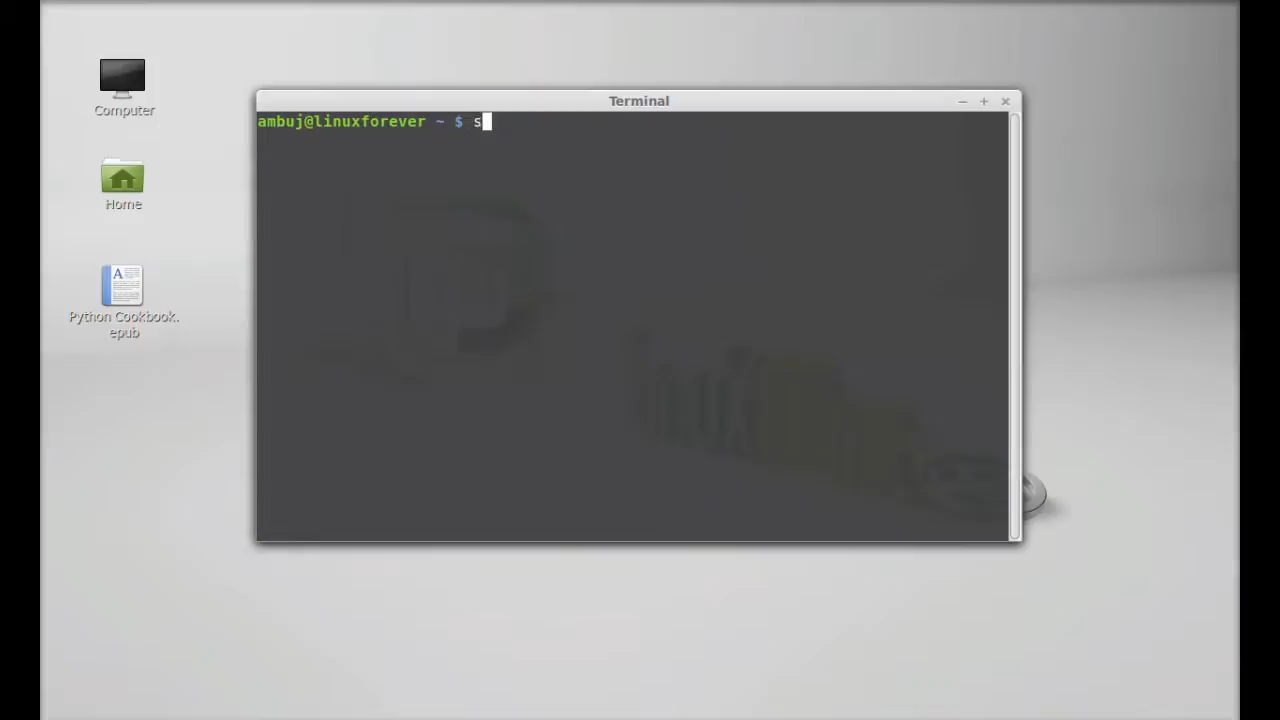 Computer
Home
Python Cookbook.
epub
Terminal
ambuj@linuxforever ~ $ s